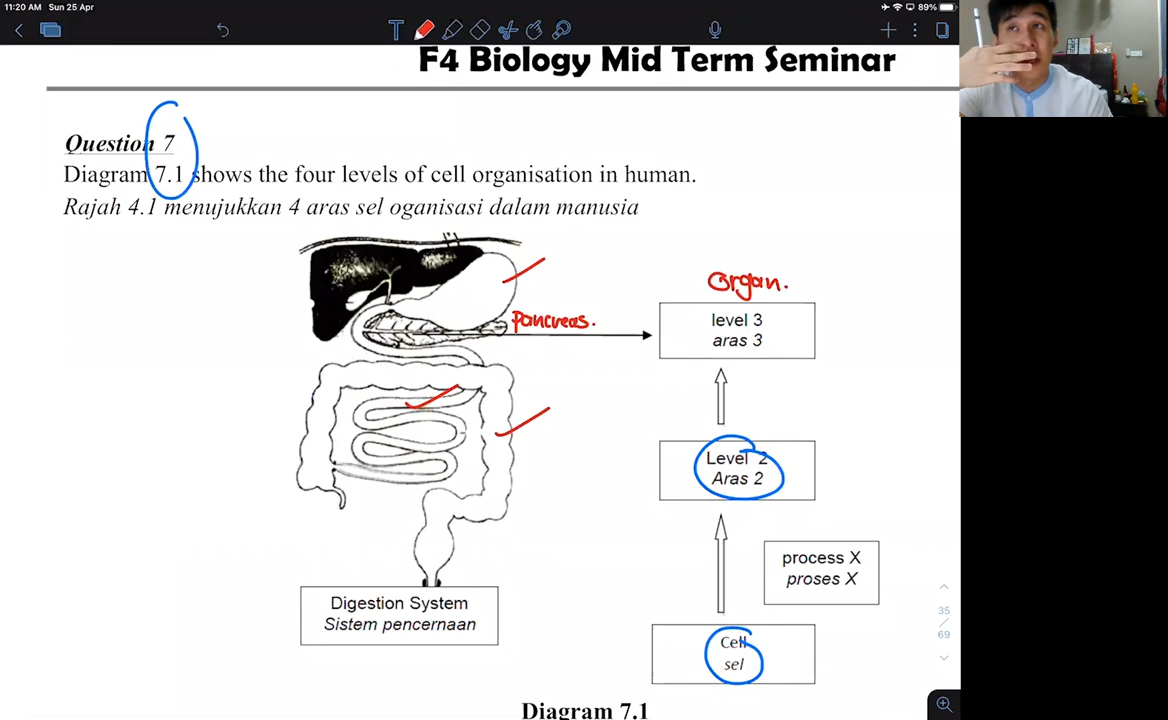 11:20 AM Sun 25 Apr
89%
F4 Biology Mid Term Seminar
Question 7
Diagram 7.1 shows the four levels of cell organisation in human.
Rajah 4.1 menujukkan 4 aras sel oganisasi dalam manusia
Organ.
level 3
aras 3
Pancreas.
Level 2
Aras 2
process X
proses X
Digestion System
Sistem pencernaan
Cell
sel
35
/
69
Diagram 7.1